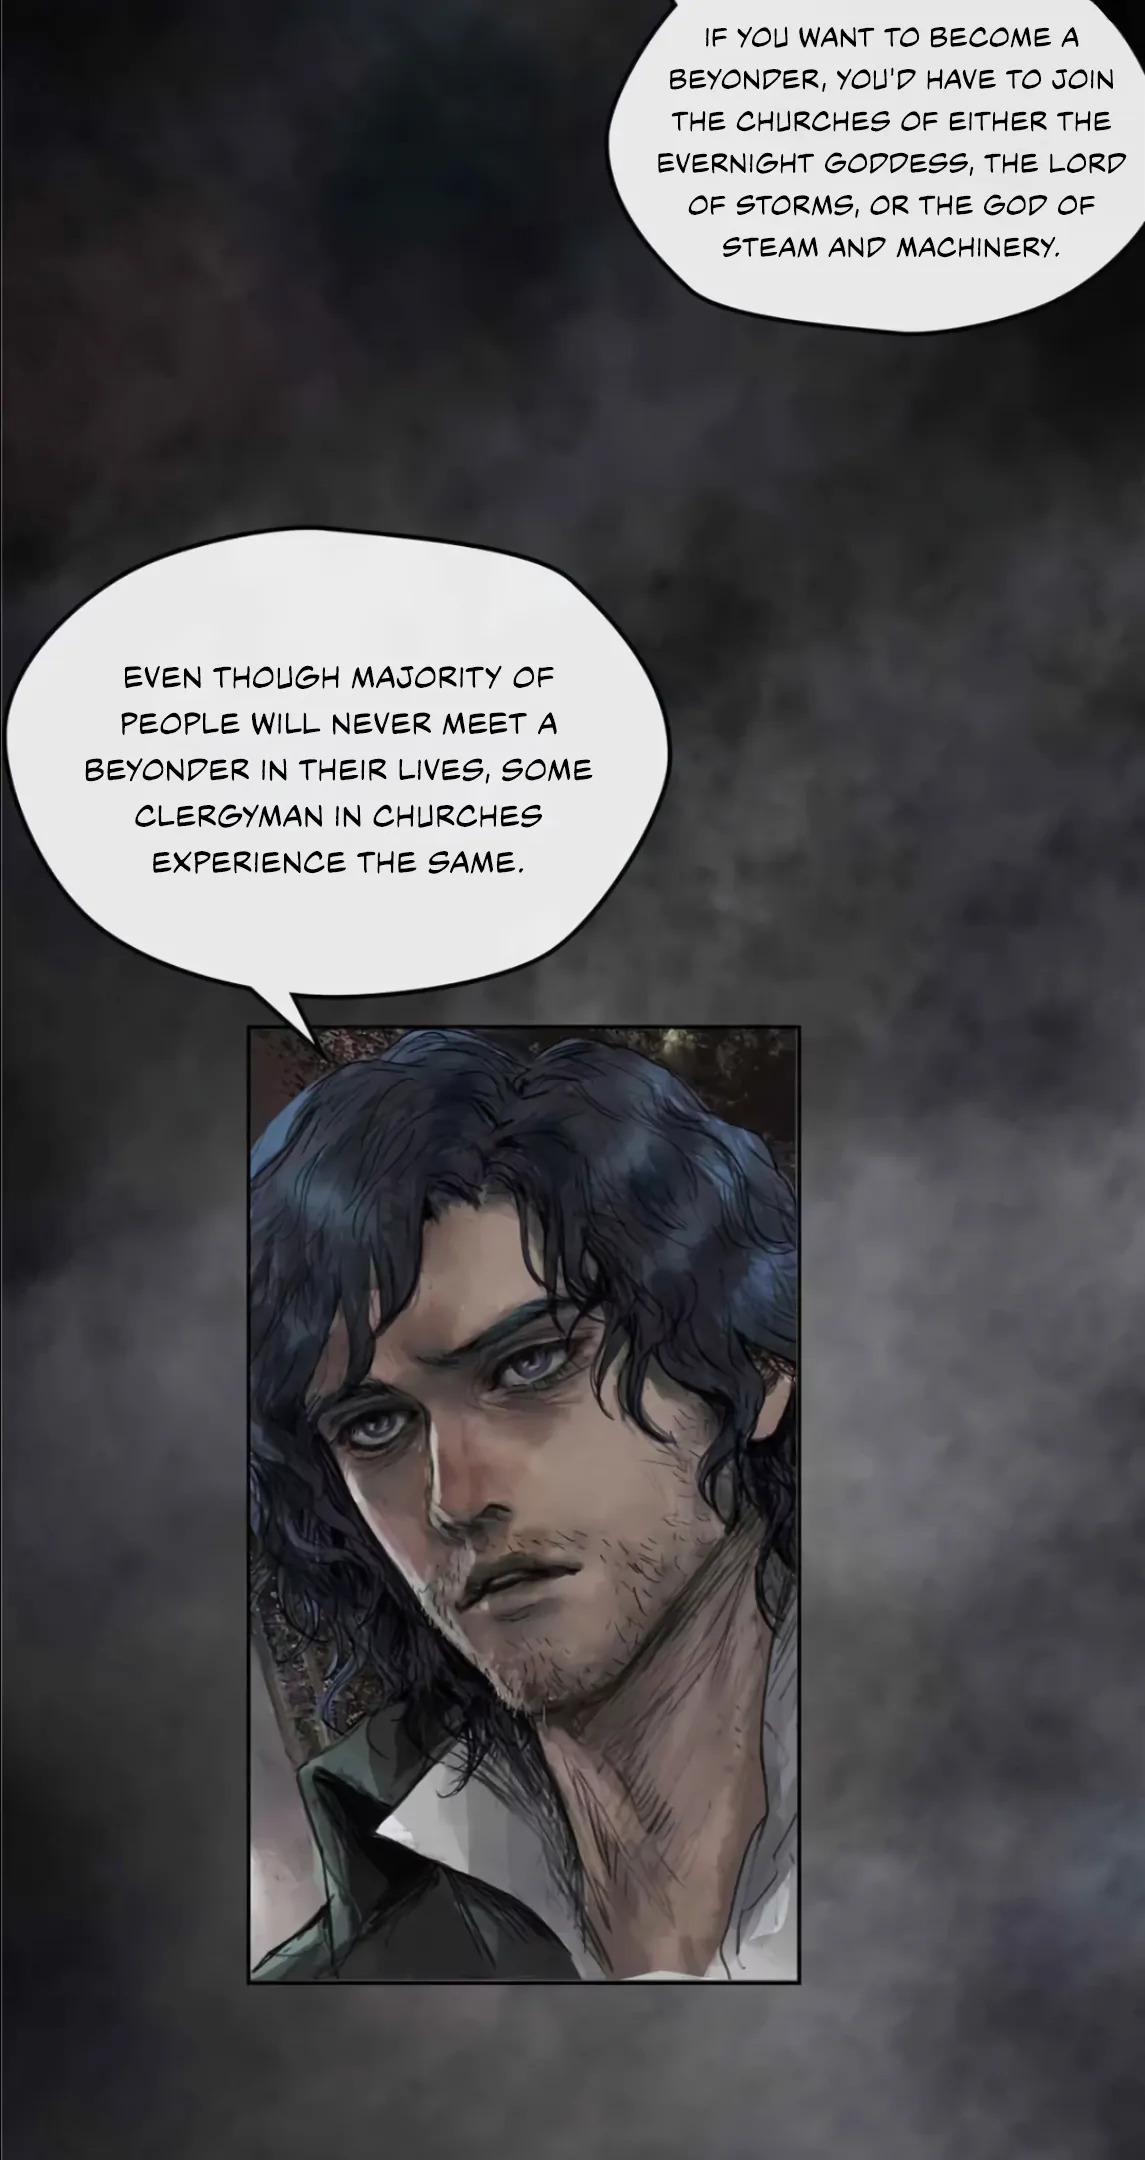 IF YOU WANT TO BECOME A
BEYONDER, YOU'D HAVE TO JOIN
THE CHURCHES OF EITHER THE
EVERNIGHT GODDESS, THE LORD
OF STORMS, OR THE GOD OF
STEAM AND MACHINERY.
EVEN THOUGH MAJORITY OF
PEOPLE WILL NEVER MEET A
BEYONDER IN THEIR LIVES, SOME
CLERGYMAN IN CHURCHES
EXPERIENCE THE SAME.